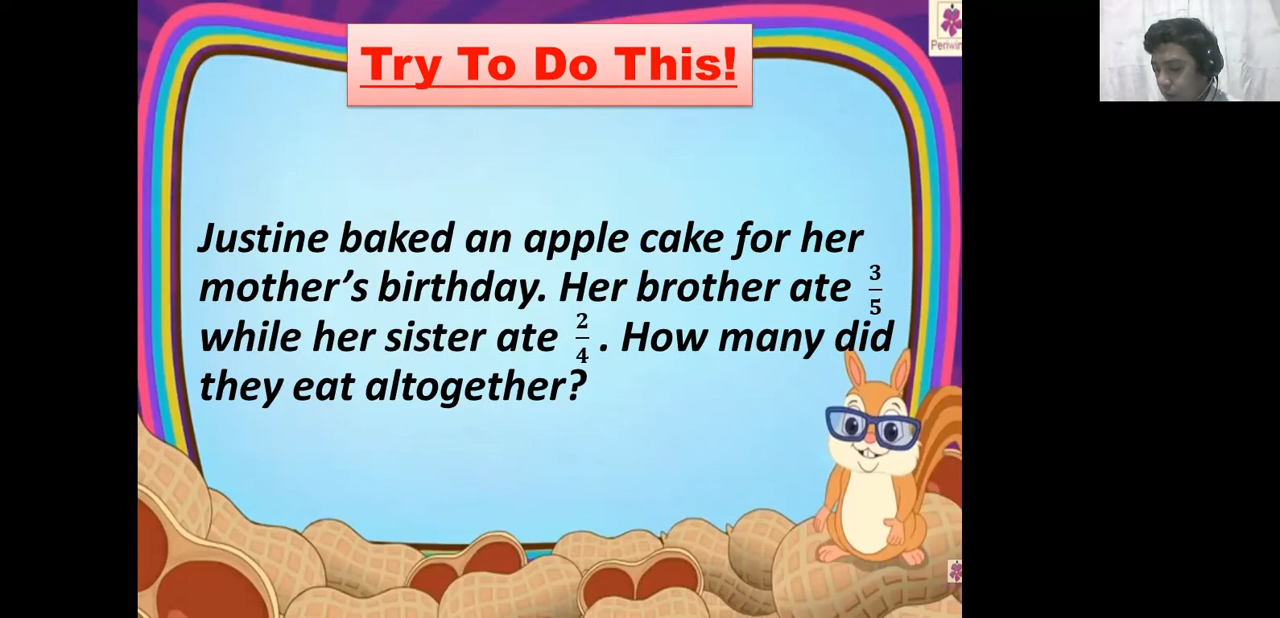 Try To Do This!
Justine baked an apple cake for her
mother's birthday. Her brother ate 3/5
while her sister ate 2/4 . How many did
they eat altogether?